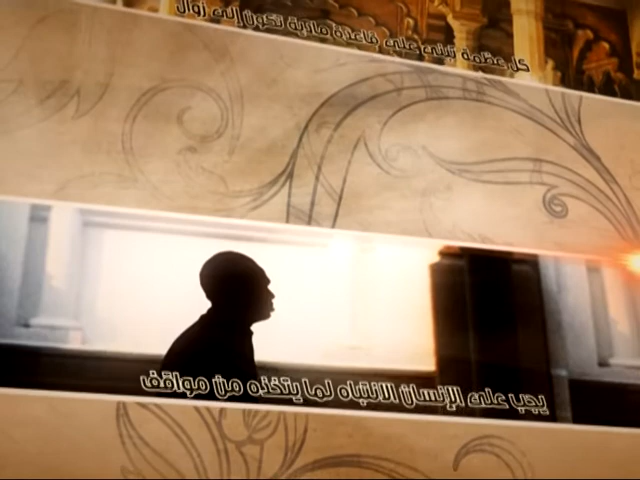 كل عظمة تبنى على قاعدة مادية تكون إلى زوال
يجب على الإنسان الانتباه لما يتخذه من مواقف